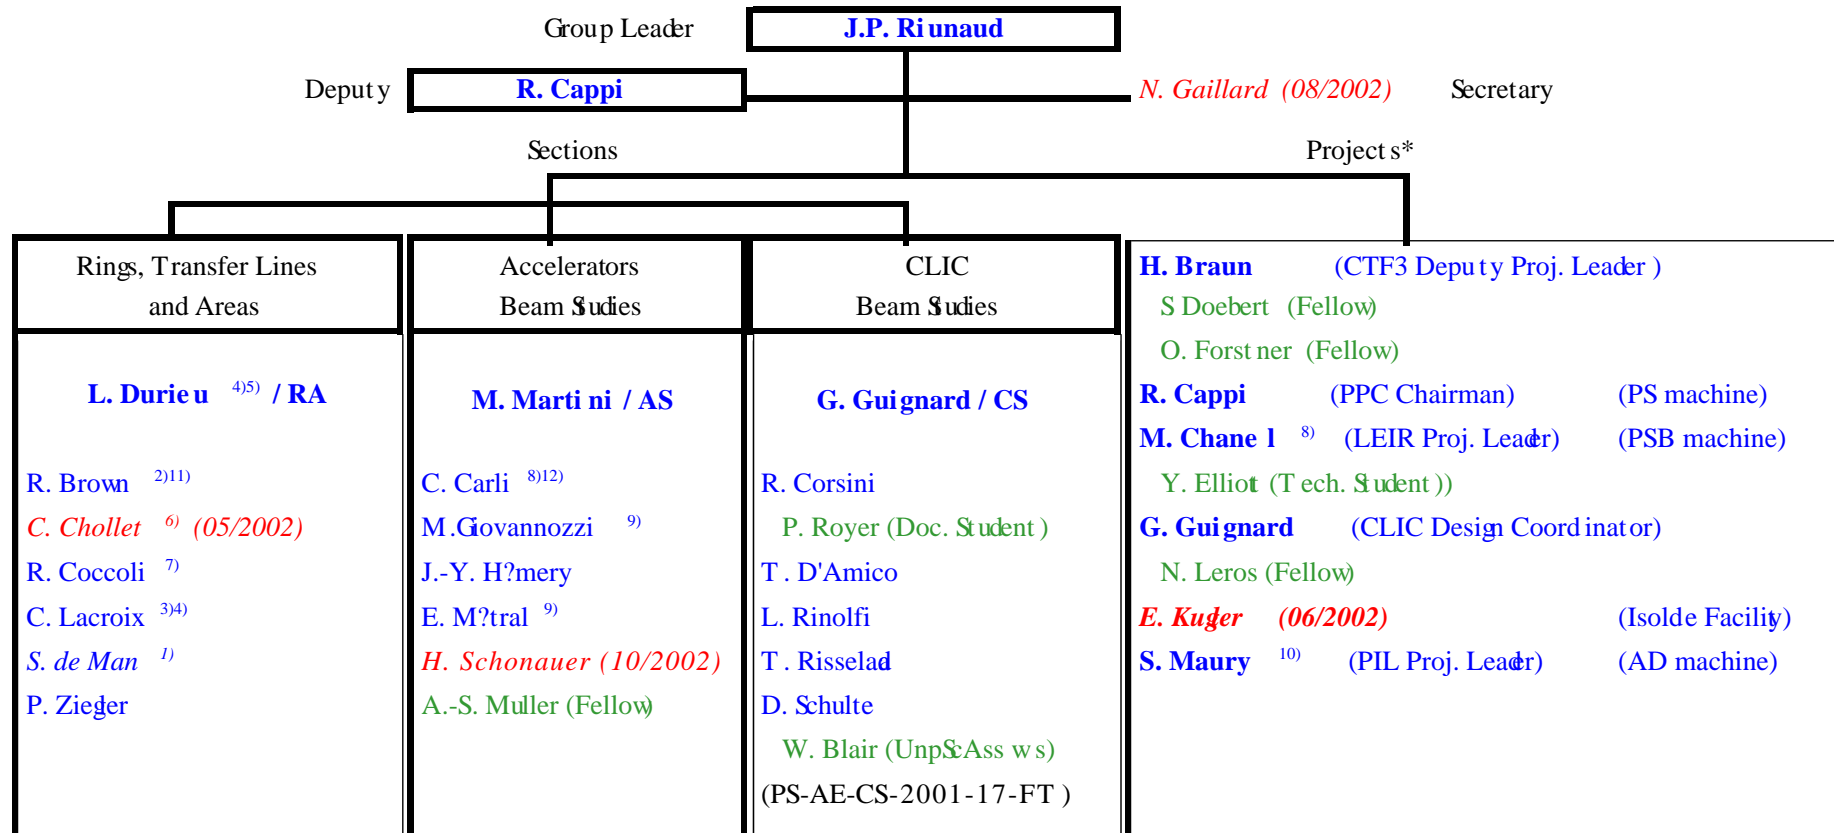 Group Leader J.P. Riunaud
Deputy R. Cappi N. Gaillard (08/2002) Secretary
Sections Projects*
Rings, Transfer Lines
and Areas
L. Durieu 4)5) / RA
R. Brown 2)11)
C. Chollet 6) (05/2002)
R. Coccoli 7)
C. Lacroix 3)4)
S. de Man 1)
P. Ziegler
Accelerators
Beam Studies
M. Martini / AS
C. Carli 8)12)
M.Giovannozzi 9)
J.-Y. H?mery
E. M?tral 9)
H. Schonauer (10/2002)
A.-S. Muller (Fellow)
CLIC
Beam Studies
G. Guignard / CS
R. Corsini
P. Royer (Doc. Student)
T. D'Amico
L. Rinolfi
T. Risselad
D. Schulte
W. Blair (UnpScAss ws)
(PS-AE-CS-2001-17-FT)
H. Braun (CTF3 Deputy Proj. Leader)
S Doebert (Fellow)
O. Forstner (Fellow)
R. Cappi (PPC Chairman) (PS machine)
M. Chanel 8) (LEIR Proj. Leader) (PSB machine)
Y. Elliott (Tech. Student))
G. Guignard (CLIC Design Coordinator)
N. Leros (Fellow)
E. Kugler (06/2002) (Isolde Facility)
S. Maury 10) (PIL Proj. Leader) (AD machine)